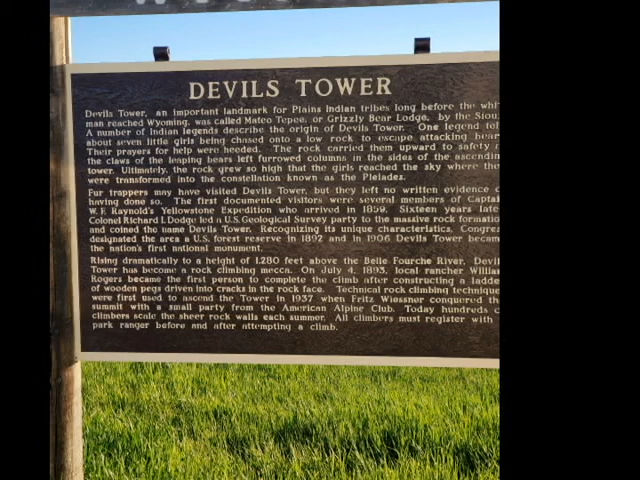 DEVILS TOWER
Devils Tower, an important landmark for Plains Indian tribes long before the whi
man reached Wyoming, was called Mateo Tepee, or Grizzly Bear Lodge, by the Siou
A number of Indian legends describe the origin of Devils Tower. One legend tel
about seven little girls being chased onto a low rock to escape attacking bear
Their prayers for help were heeded. The rock carried them upward to safety
the claws of the leaping bears left furrowed columns in the sides of the ascendin
tower. Ultimately, the rock grew so high that the girls reached the sky where the
were transformed into the constellation known as the Pleiades.
Fur trappers may have visited Devils Tower, but they left no written evidence
having done so. The first documented visitors were several members of Captai
W. F. Raynold's Yellowstone Expedition who arrived in 1859. Sixteen years late
Colonel Richard I. Dodge led a U.S. Geological Survey party to the massive rock formatio
and coined the name Devils Tower. Recognizing its unique characteristics, Congres
designated the area a U.S. forest reserve in 1892 and in 1906 Devils Tower becam
the nation's first national monument.
Rising dramatically to a height of 1,280 feet above the Belle Fourche River, Devil
Tower has become a rock climbing mecca. On July 4, 1893, local rancher Willia
Rogers became the first person to complete the climb after constructing a ladde
of wooden pegs driven into cracks in the rock face. Technical rock climbing technique
were first used to ascend the Tower in 1937 when Fritz Wiessner conquered th
summit with a small party from the American Alpine Club. Today hundreds
climbers scale the sheer rock walls each summer. All climbers must register with
park ranger before and after attempting a climb.